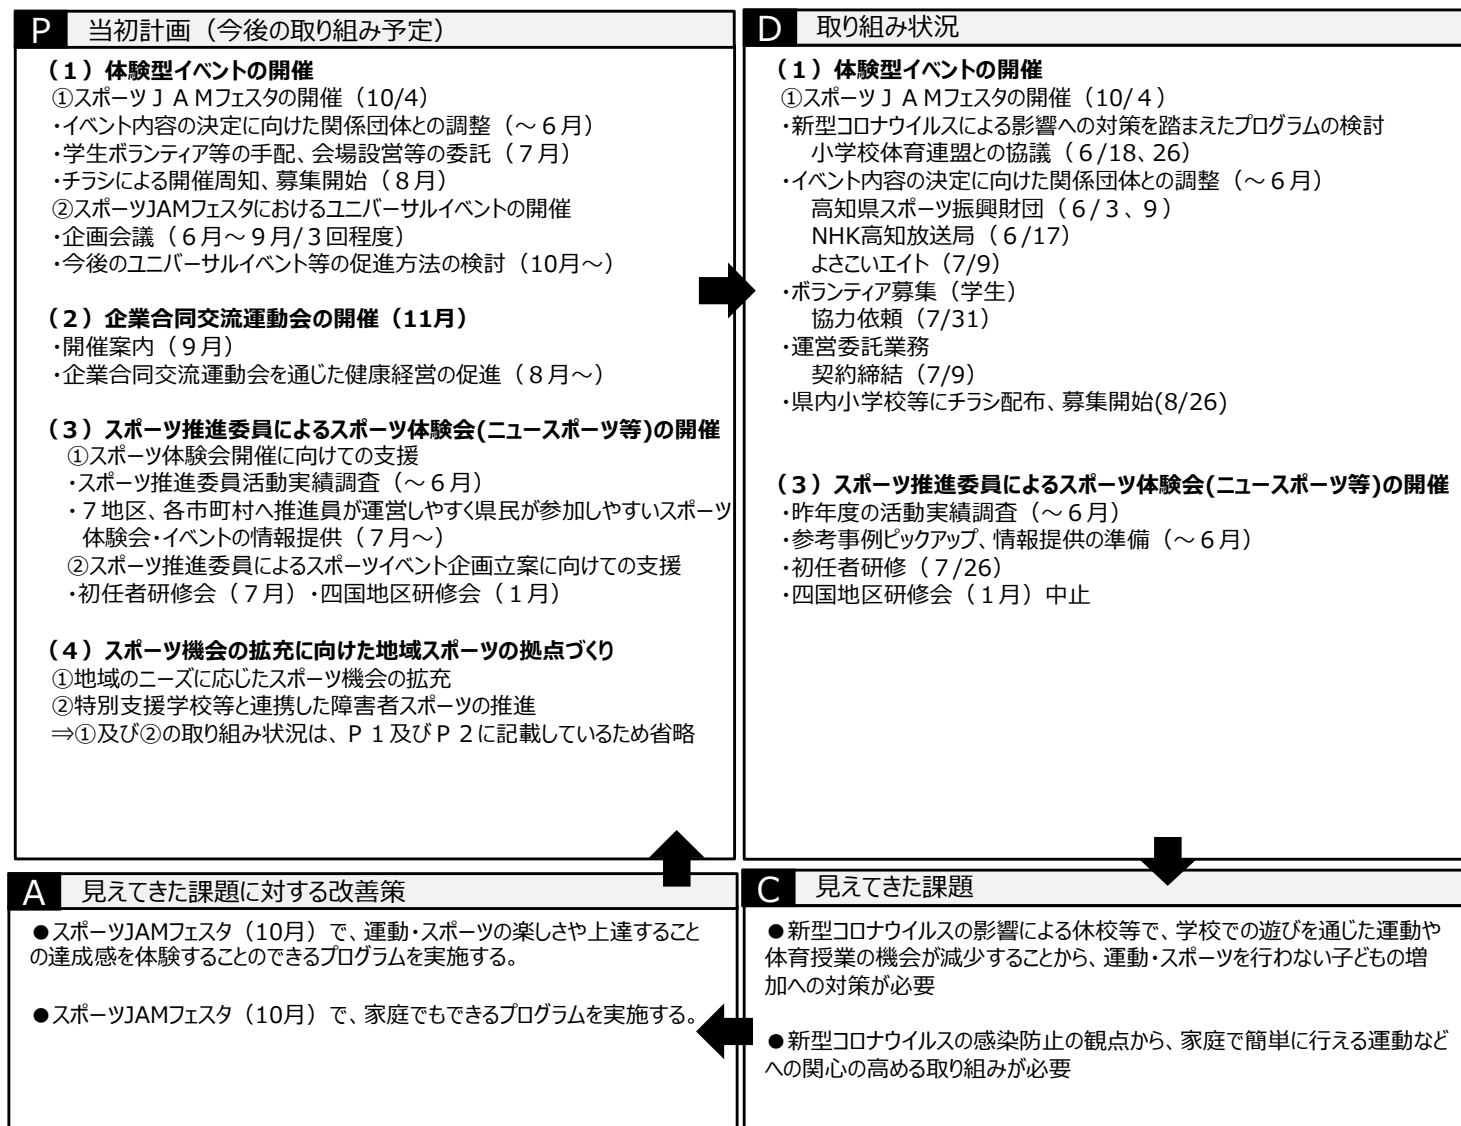 P 当初計画（今後の取り組み予定）
（１）体験型イベントの開催
①スポーツＪＡＭフェスタの開催（10/4）
・イベント内容の決定に向けた関係団体との調整（～６月）
・学生ボランティア等の手配、会場設営等の委託（７月）
・チラシによる開催周知、募集開始（８月）
②スポーツJAMフェスタにおけるユニバーサルイベントの開催
・企画会議（６月～９月/３回程度）
・今後のユニバーサルイベント等の促進方法の検討（10月～）
（２）企業合同交流運動会の開催（11月）
・開催案内（９月）
・企業合同交流運動会を通じた健康経営の促進（８月～）
（３）スポーツ推進委員によるスポーツ体験会(ニュースポーツ等)の開催
①スポーツ体験会開催に向けての支援
・スポーツ推進委員活動実績調査（～６月）
・７地区、各市町村へ推進員が運営しやすく県民が参加しやすいスポーツ
体験会・イベントの情報提供（７月～）
②スポーツ推進委員によるスポーツイベント企画立案に向けての支援
・初任者研修会（７月）・四国地区研修会（１月）
（４）スポーツ機会の拡充に向けた地域スポーツの拠点づくり
①地域のニーズに応じたスポーツ機会の拡充
②特別支援学校等と連携した障害者スポーツの推進
⇒①及び②の取り組み状況は、Ｐ１及びＰ２に記載しているため省略
D 取り組み状況
（１）体験型イベントの開催
①スポーツＪＡＭフェスタの開催（10/４）
・新型コロナウイルスによる影響への対策を踏まえたプログラムの検討
小学校体育連盟との協議（６/18、26）
・イベント内容の決定に向けた関係団体との調整（～６月）
高知県スポーツ振興財団（６/３、９）
NHK高知放送局（６/17）
よさこいエイト（7/9）
・ボランティア募集（学生）
協力依頼（7/31）
・運営委託業務
契約締結（7/9）
・県内小学校等にチラシ配布、募集開始(8/26)
（３）スポーツ推進委員によるスポーツ体験会(ニュースポーツ等)の開催
・昨年度の活動実績調査（～６月）
・参考事例ピックアップ、情報提供の準備（～６月）
・初任者研修（７/26）
・四国地区研修会（１月）中止
C 見えてきた課題
●新型コロナウイルスの影響による休校等で、学校での遊びを通じた運動や
体育授業の機会が減少することから、運動・スポーツを行わない子どもの増
加への対策が必要
●新型コロナウイルスの感染防止の観点から、家庭で簡単に行える運動など
への関心の高める取り組みが必要
A 見えてきた課題に対する改善策
●スポーツJAMフェスタ（10月）で、運動・スポーツの楽しさや上達すること
の達成感を体験することのできるプログラムを実施する。
●スポーツJAMフェスタ（10月）で、家庭でもできるプログラムを実施する。